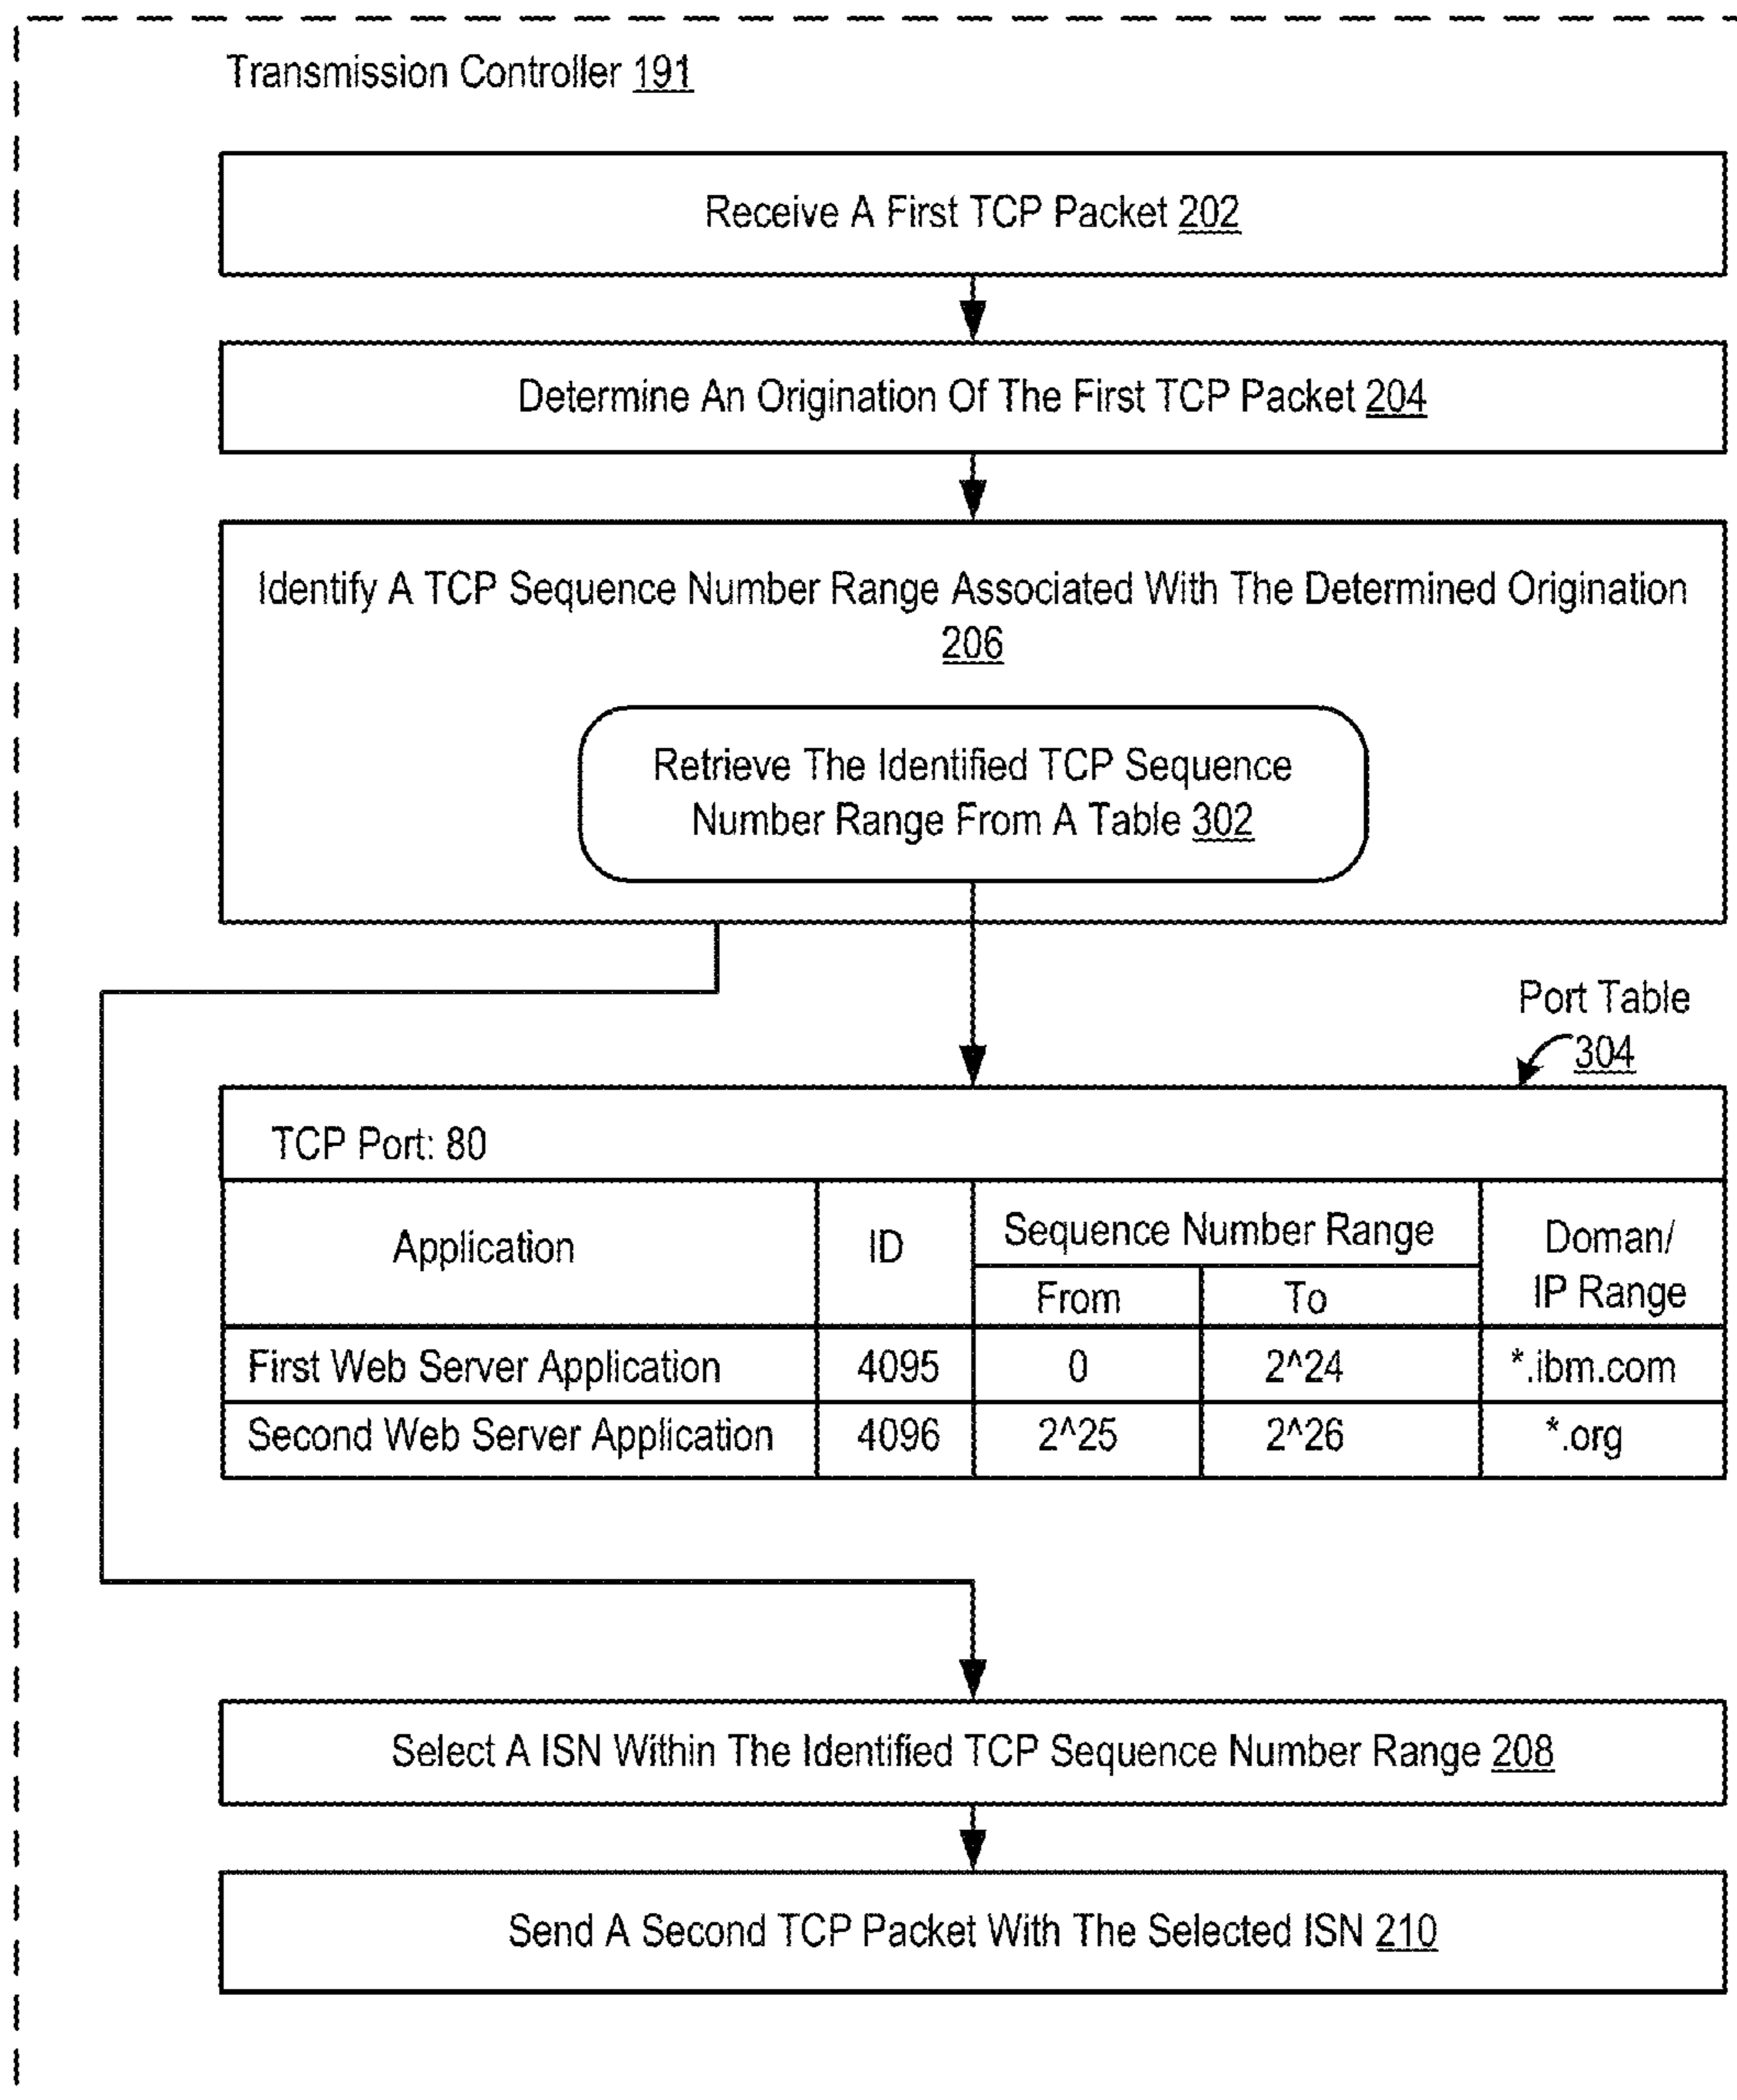 Transmission Controller 191
Receive A First TCP Packet 202
Determine An Origination Of The First TCP Packet 204
Identify A TCP Sequence Number Range Associated With The Determined Origination
206
Retrieve The Identified TCP Sequence
Number Range From A Table 302
Port Table
304
TCP Port: 80
Application
ID
Sequence Number Range
From
To
Doman/
IP Range
First Web Server Application 4095 0 2^24 *.ibm.com
Second Web Server Application 4096 2^25 2^26 *.org
Select A ISN Within The Identified TCP Sequence Number Range 208
Send A Second TCP Packet With The Selected ISN 210